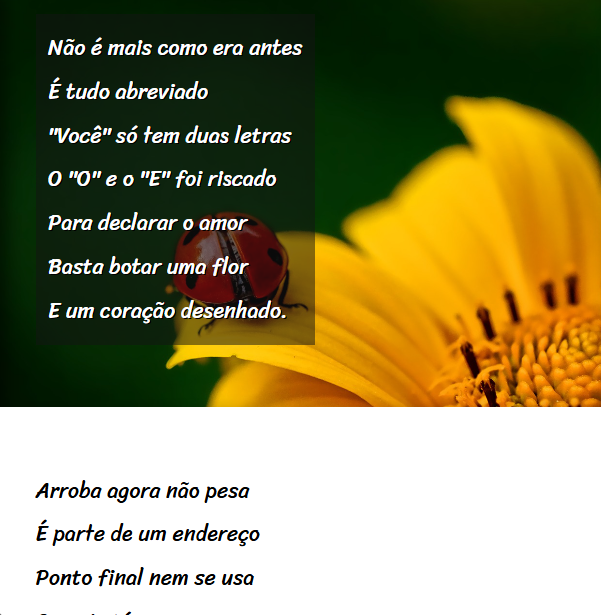 Não é mais como era antes
É tudo abreviado
"Você" só tem duas letras
O "O" e o "E" foi riscado
Para declarar o amor
Basta botar uma flor
E um coração desenhado.
Arroba agora não pesa
É parte de um endereço
Ponto final nem se usa